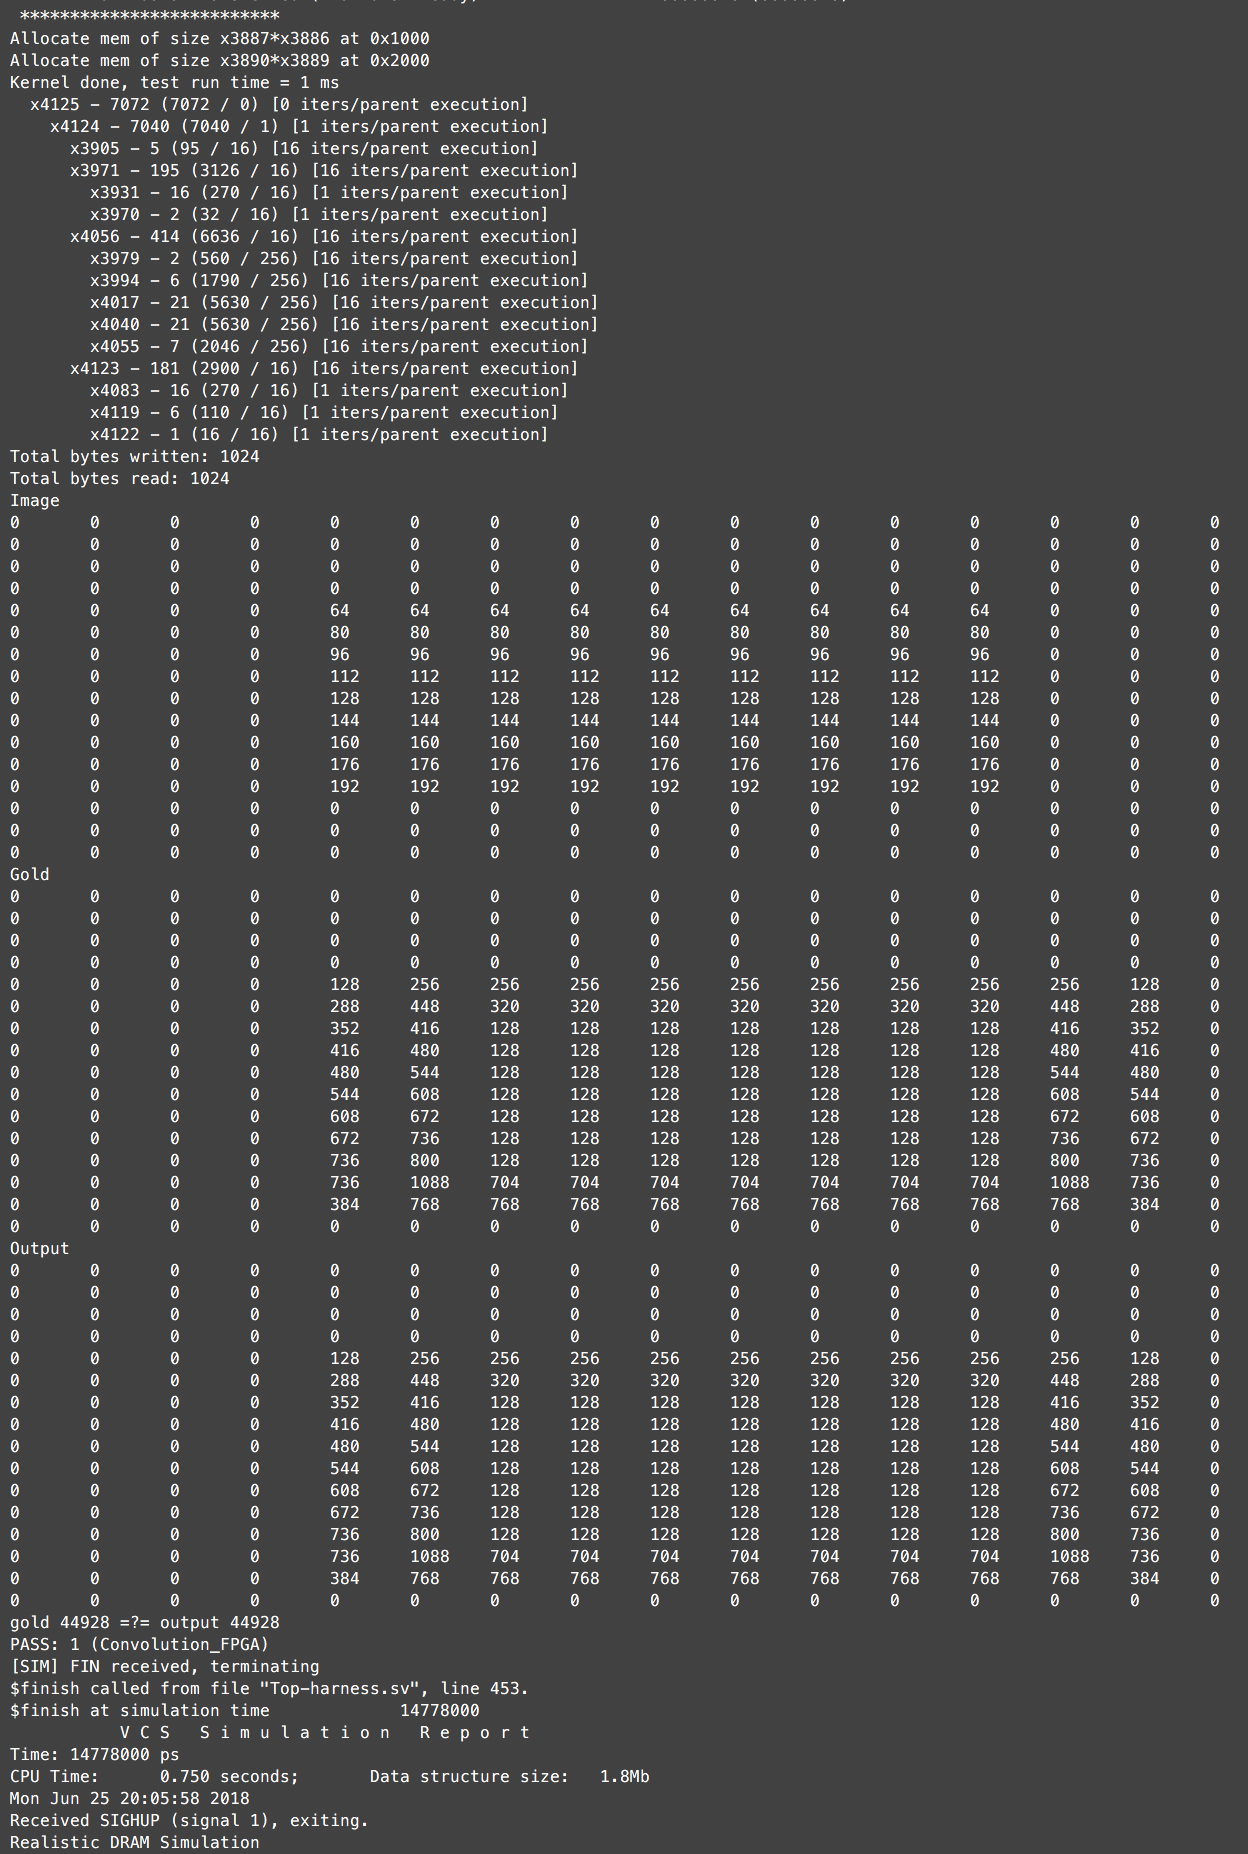 **************************
Allocate mem of size x3887*x3886 at 0x1000
Allocate mem of size x3890*x3889 at 0x2000
Kernel done, test run time = 1 ms
  x4125 - 7072 (7072 / 0) [0 iters/parent execution]
    x4124 - 7040 (7040 / 1) [1 iters/parent execution]
      x3905 - 5 (95 / 16) [16 iters/parent execution]
      x3971 - 195 (3126 / 16) [16 iters/parent execution]
        x3931 - 16 (270 / 16) [1 iters/parent execution]
        x3970 - 2 (32 / 16) [1 iters/parent execution]
      x4056 - 414 (6636 / 16) [16 iters/parent execution]
        x3979 - 2 (560 / 256) [16 iters/parent execution]
        x3994 - 6 (1790 / 256) [16 iters/parent execution]
        x4017 - 21 (5630 / 256) [16 iters/parent execution]
        x4040 - 21 (5630 / 256) [16 iters/parent execution]
        x4055 - 7 (2046 / 256) [16 iters/parent execution]
      x4123 - 181 (2900 / 16) [16 iters/parent execution]
        x4083 - 16 (270 / 16) [1 iters/parent execution]
        x4119 - 6 (110 / 16) [1 iters/parent execution]
        x4122 - 1 (16 / 16) [1 iters/parent execution]
Total bytes written: 1024
Total bytes read: 1024
Image
0 0 0 0 0 0 0 0 0 0 0 0 0 0 0 0
0 0 0 0 0 0 0 0 0 0 0 0 0 0 0 0
0 0 0 0 0 0 0 0 0 0 0 0 0 0 0 0
0 0 0 0 0 0 0 0 0 0 0 0 0 0 0 0
0 0 0 0 64 64 64 64 64 64 64 64 64 0 0 0
0 0 0 0 80 80 80 80 80 80 80 80 80 0 0 0
0 0 0 0 96 96 96 96 96 96 96 96 96 0 0 0
0 0 0 0 112 112 112 112 112 112 112 112 112 0 0 0
0 0 0 0 128 128 128 128 128 128 128 128 128 0 0 0
0 0 0 0 144 144 144 144 144 144 144 144 144 0 0 0
0 0 0 0 160 160 160 160 160 160 160 160 160 0 0 0
0 0 0 0 176 176 176 176 176 176 176 176 176 0 0 0
0 0 0 0 192 192 192 192 192 192 192 192 192 0 0 0
0 0 0 0 0 0 0 0 0 0 0 0 0 0 0 0
0 0 0 0 0 0 0 0 0 0 0 0 0 0 0 0
0 0 0 0 0 0 0 0 0 0 0 0 0 0 0 0
Gold
0 0 0 0 0 0 0 0 0 0 0 0 0 0 0 0
0 0 0 0 0 0 0 0 0 0 0 0 0 0 0 0
0 0 0 0 0 0 0 0 0 0 0 0 0 0 0 0
0 0 0 0 0 0 0 0 0 0 0 0 0 0 0 0
0 0 0 0 128 256 256 256 256 256 256 256 256 256 128 0
0 0 0 0 288 448 320 320 320 320 320 320 320 448 288 0
0 0 0 0 352 416 128 128 128 128 128 128 128 416 352 0
0 0 0 0 416 480 128 128 128 128 128 128 128 480 416 0
0 0 0 0 480 544 128 128 128 128 128 128 128 544 480 0
0 0 0 0 544 608 128 128 128 128 128 128 128 608 544 0
0 0 0 0 608 672 128 128 128 128 128 128 128 672 608 0
0 0 0 0 672 736 128 128 128 128 128 128 128 736 672 0
0 0 0 0 736 800 128 128 128 128 128 128 128 800 736 0
0 0 0 0 736 1088 704 704 704 704 704 704 704 1088 736 0
0 0 0 0 384 768 768 768 768 768 768 768 768 768 384 0
0 0 0 0 0 0 0 0 0 0 0 0 0 0 0 0
Output
0 0 0 0 0 0 0 0 0 0 0 0 0 0 0 0
0 0 0 0 0 0 0 0 0 0 0 0 0 0 0 0
0 0 0 0 0 0 0 0 0 0 0 0 0 0 0 0
0 0 0 0 0 0 0 0 0 0 0 0 0 0 0 0
0 0 0 0 128 256 256 256 256 256 256 256 256 256 128 0
0 0 0 0 288 448 320 320 320 320 320 320 320 448 288 0
0 0 0 0 352 416 128 128 128 128 128 128 128 416 352 0
0 0 0 0 416 480 128 128 128 128 128 128 128 480 416 0
0 0 0 0 480 544 128 128 128 128 128 128 128 544 480 0
0 0 0 0 544 608 128 128 128 128 128 128 128 608 544 0
0 0 0 0 608 672 128 128 128 128 128 128 128 672 608 0
0 0 0 0 672 736 128 128 128 128 128 128 128 736 672 0
0 0 0 0 736 800 128 128 128 128 128 128 128 800 736 0
0 0 0 0 736 1088 704 704 704 704 704 704 704 1088 736 0
0 0 0 0 384 768 768 768 768 768 768 768 768 768 384 0
0 0 0 0 0 0 0 0 0 0 0 0 0 0 0 0
gold 44928 =?= output 44928
PASS: 1 (Convolution_FPGA)
[SIM] FIN received, terminating
$finish called from file "Top-harness.sv", line 453.
$finish at simulation time             14778000
           V C S   S i m u l a t i o n   R e p o r t
Time: 14778000 ps
CPU Time:      0.750 seconds;       Data structure size:   1.8Mb
Mon Jun 25 20:05:58 2018
Received SIGHUP (signal 1), exiting.
Realistic DRAM Simulation